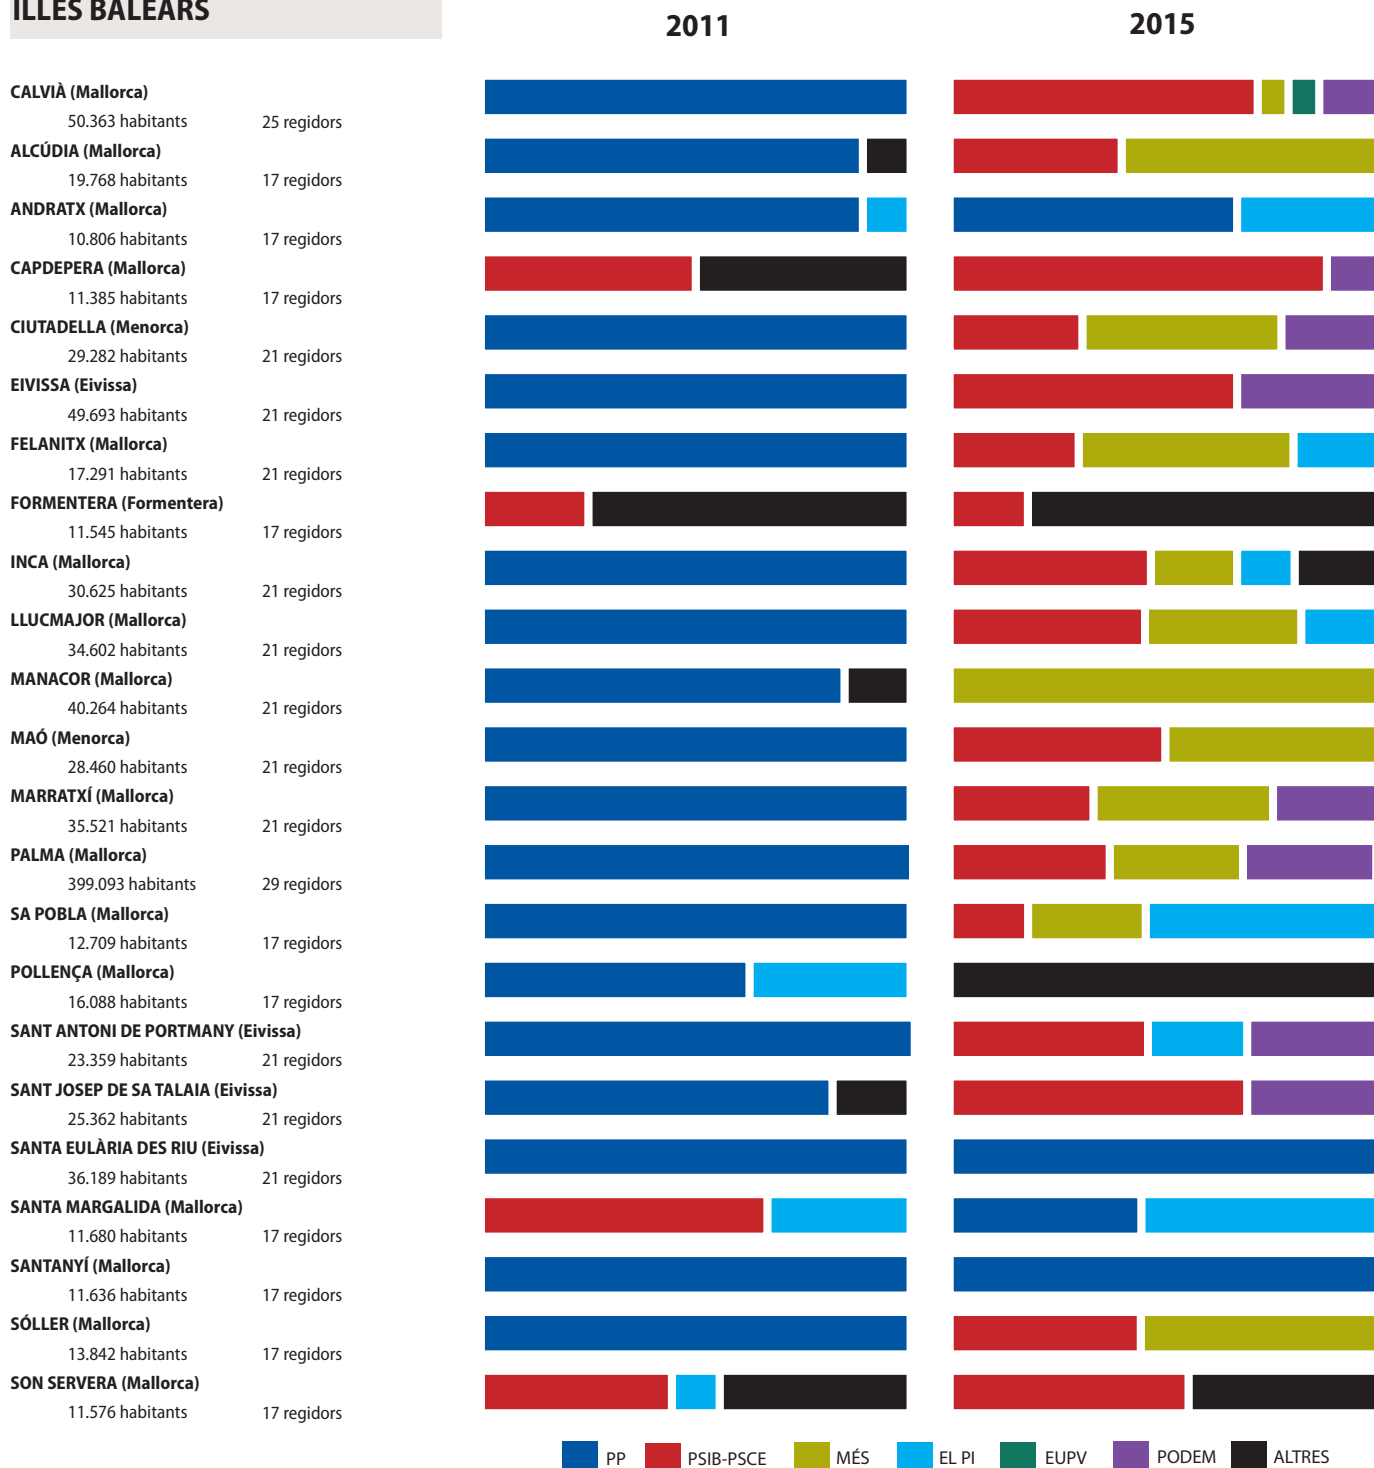 ILLES BALEARS
2011
2015
CALVIÀ (Mallorca)
50.363 habitants 25 regidors
ALCÚDIA (Mallorca)
19.768 habitants 17 regidors
ANDRATX (Mallorca)
10.806 habitants 17 regidors
CAPDEPERA (Mallorca)
11.385 habitants 17 regidors
CIUTADELLA (Menorca)
29.282 habitants 21 regidors
EIVISSA (Eivissa)
49.693 habitants 21 regidors
FELANITX (Mallorca)
17.291 habitants 21 regidors
FORMENTERA (Formentera)
11.545 habitants 17 regidors
INCA (Mallorca)
30.625 habitants 21 regidors
LLUCMAJOR (Mallorca)
34.602 habitants 21 regidors
MANACOR (Mallorca)
40.264 habitants 21 regidors
MAÓ (Menorca)
28.460 habitants 21 regidors
MARRATXÍ (Mallorca)
35.521 habitants 21 regidors
PALMA (Mallorca)
399.093 habitants 29 regidors
SA POBLA (Mallorca)
12.709 habitants 17 regidors
POLLENÇA (Mallorca)
16.088 habitants 17 regidors
SANT ANTONI DE PORTMANY (Eivissa)
23.359 habitants 21 regidors
SANT JOSEP DE SA TALAIA (Eivissa)
25.362 habitants 21 regidors
SANTA EULÀRIA DES RIU (Eivissa)
36.189 habitants 21 regidors
SANTA MARGALIDA (Mallorca)
11.680 habitants 17 regidors
SANTANYÍ (Mallorca)
11.636 habitants 17 regidors
SÓLLER (Mallorca)
13.842 habitants 17 regidors
SON SERVERA (Mallorca)
11.576 habitants 17 regidors
PP PSIB-PSCE MÉS EL PI EUPV PODEM ALTRES